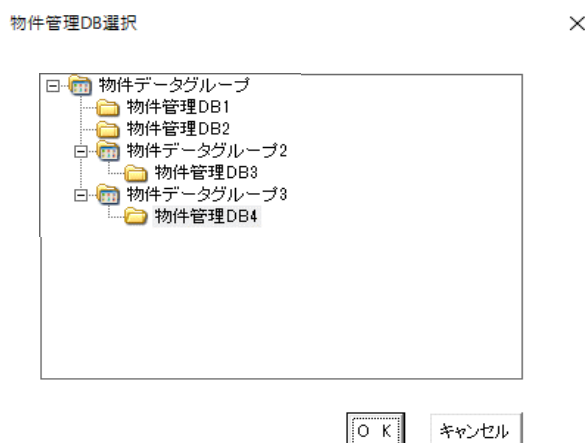 物件管理DB選択
物件データグループ
物件管理DB1
物件管理DB2
物件データグループ2
物件管理DB3
物件データグループ3
物件管理DB4
O K
キャンセル